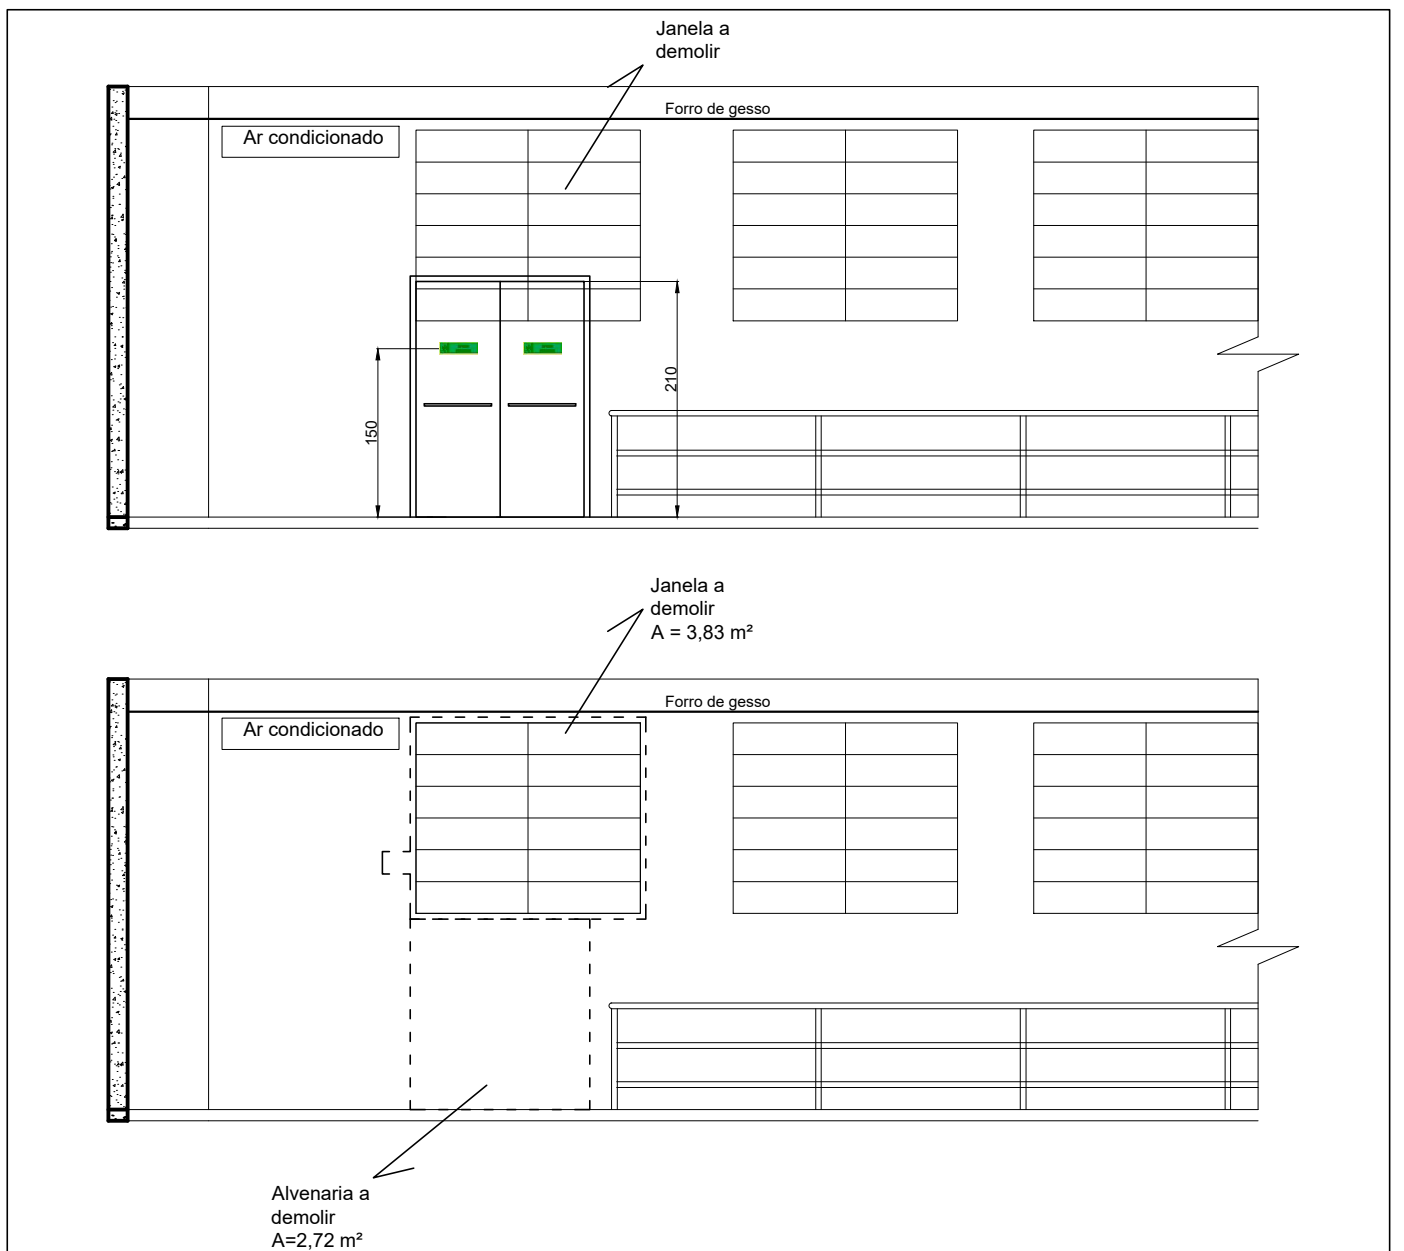 Janela a
demolir
Forro de gesso
Ar condicionado
210
150
Janela a
demolir
A = 3,83 m²
Forro de gesso
Ar condicionado
Alvenaria a
demolir
A=2,72 m²